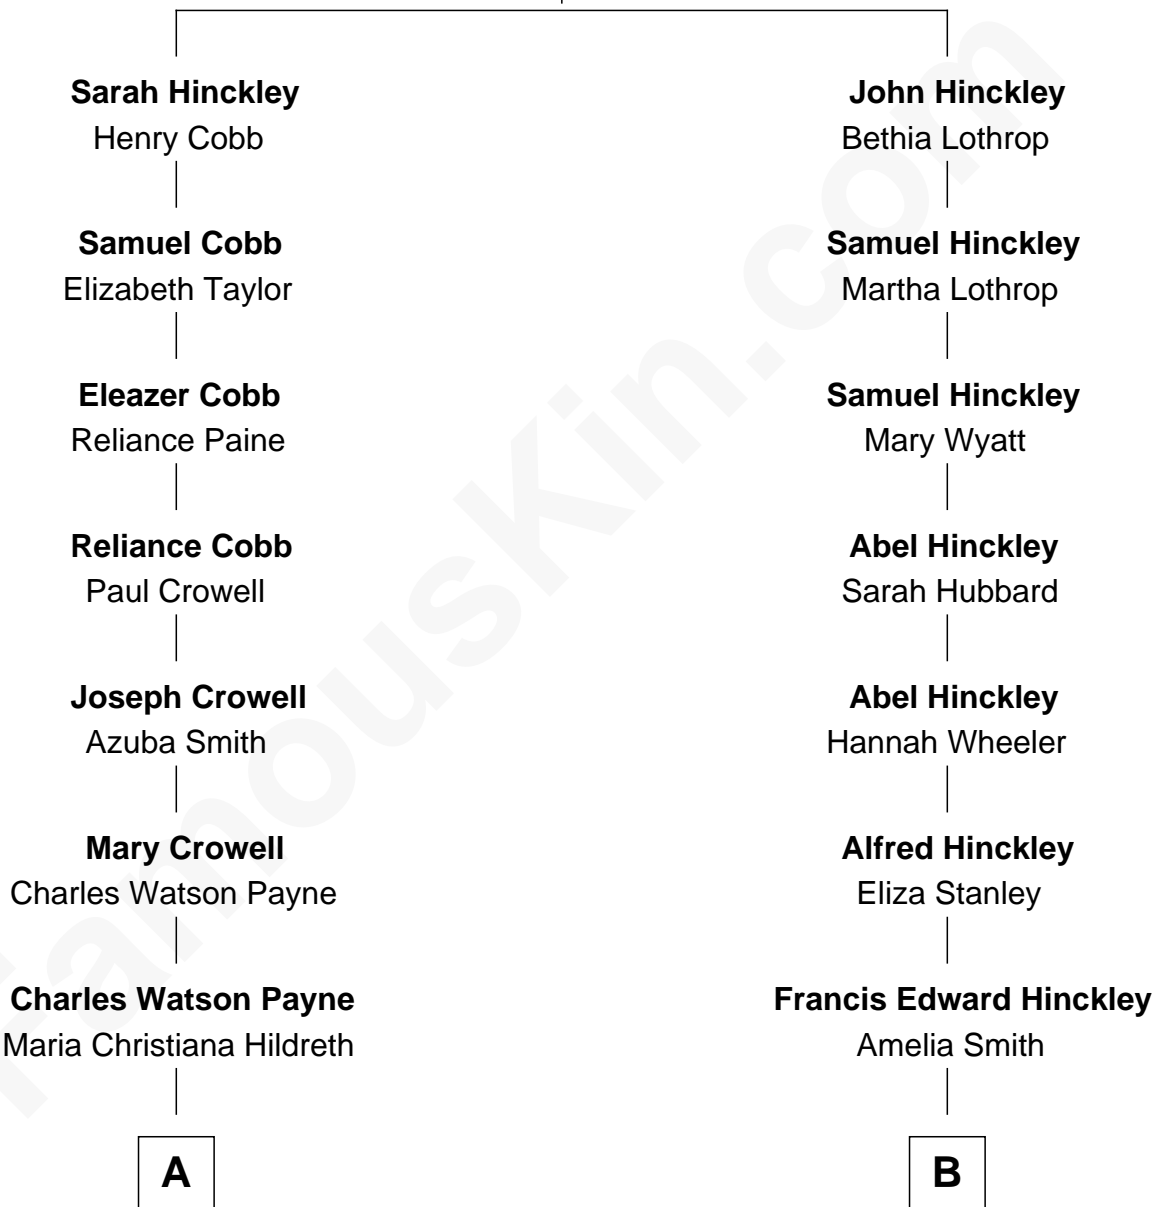 Sarah Hinckley
Henry Cobb
John Hinckley
Bethia Lothrop
Samuel Cobb
Elizabeth Taylor
Samuel Hinckley
Martha Lothrop
Eleazer Cobb
Reliance Paine
Samuel Hinckley
Mary Wyatt
Reliance Cobb
Paul Crowell
Abel Hinckley
Sarah Hubbard
Joseph Crowell
Azuba Smith
Abel Hinckley
Hannah Wheeler
Mary Crowell
Charles Watson Payne
Alfred Hinckley
Eliza Stanley
Charles Watson Payne
Maria Christiana Hildreth
Francis Edward Hinckley
Amelia Smith
A
B
FamousKin.com